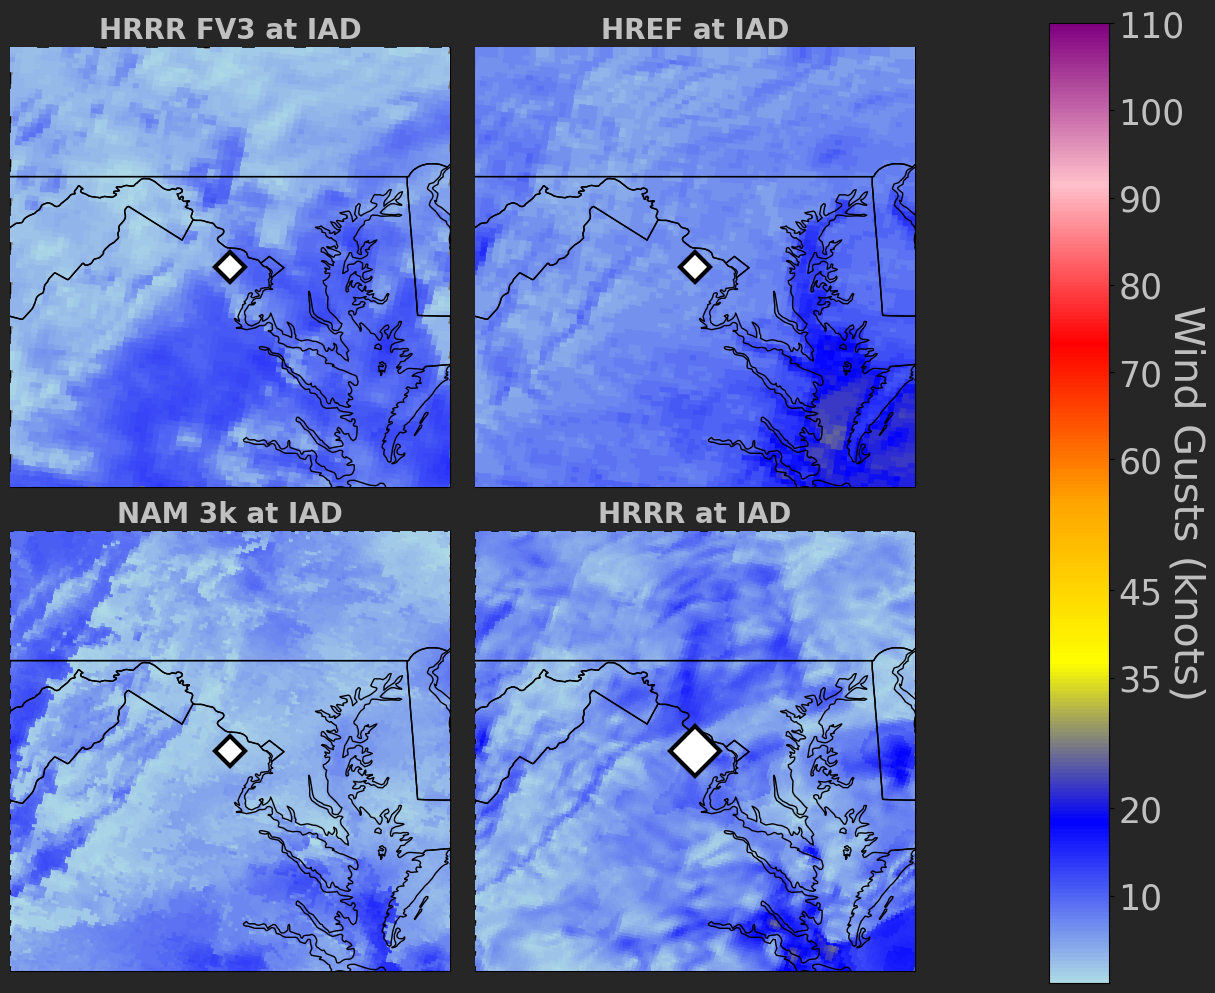 HRRR FV3 at IAD
HREF at IAD
NAM 3k at IAD
HRRR at IAD
110
100
90
80
70
60
45
35
20
10
Wind Gusts (knots)